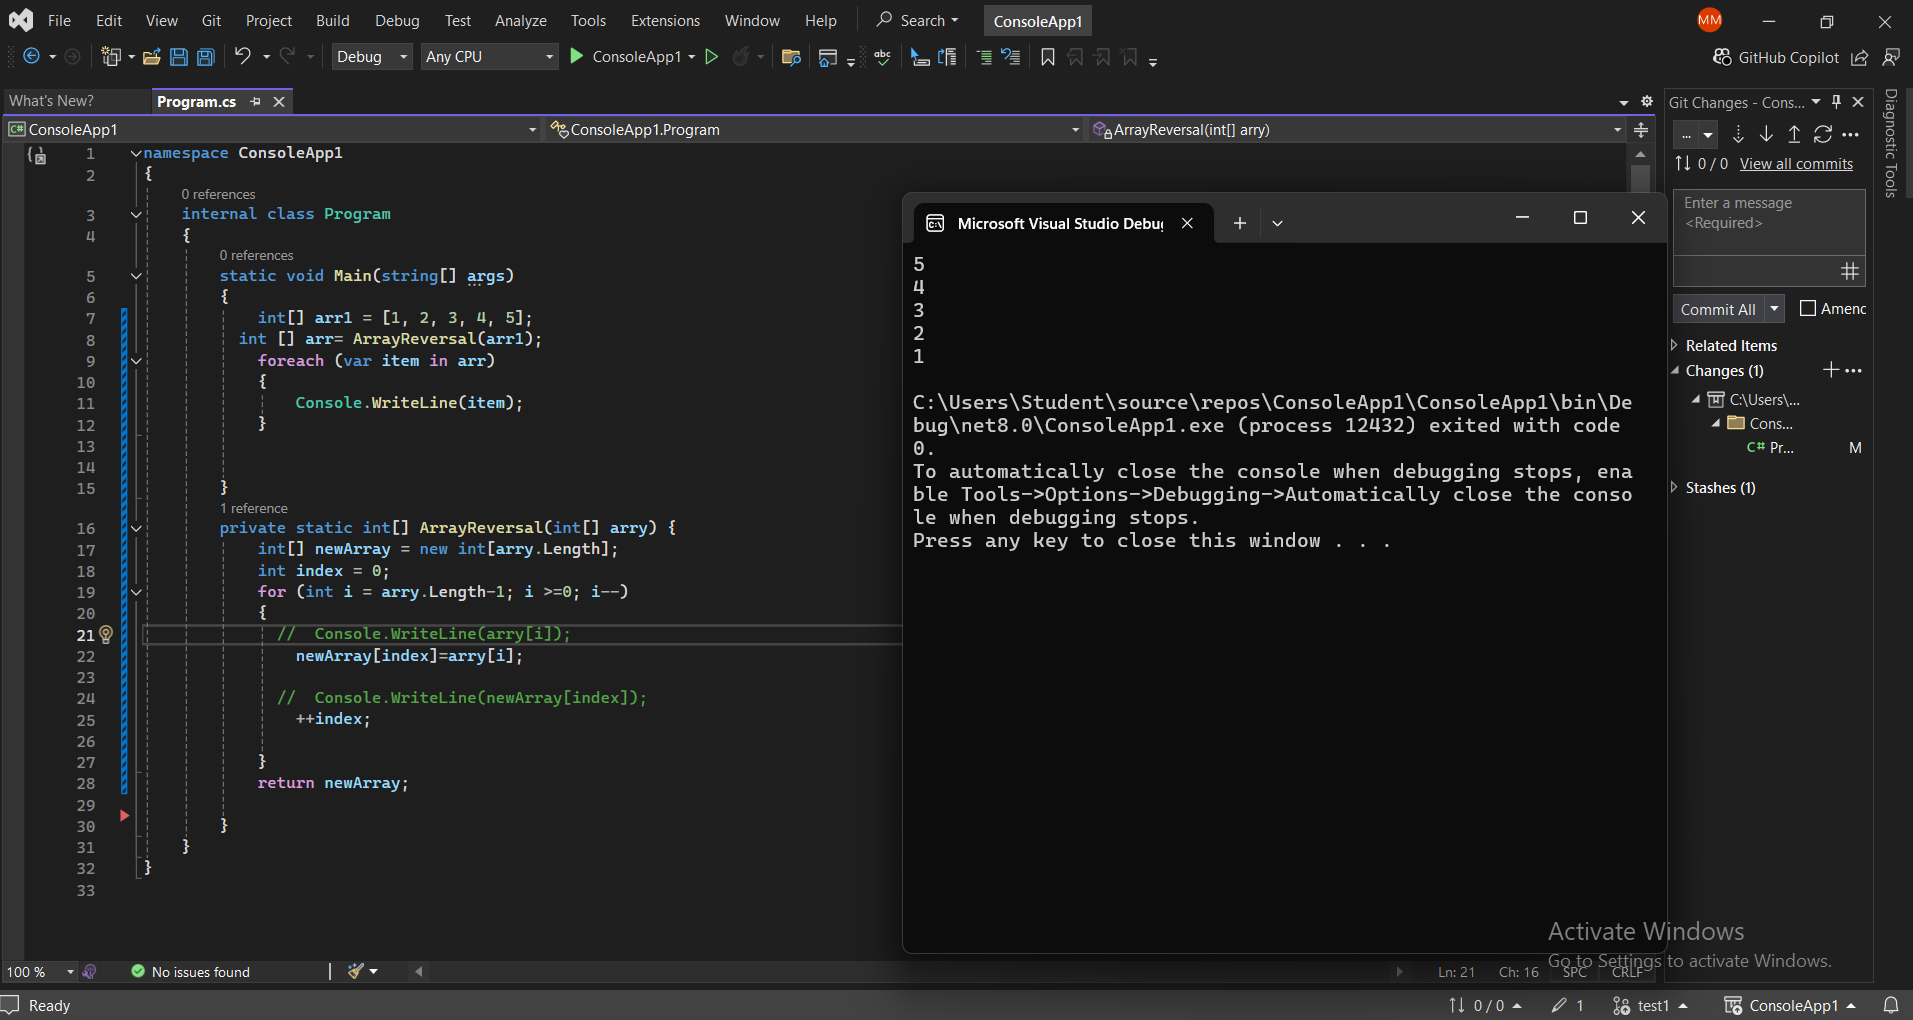 File Edit View Git Project Build Debug Test Analyze Tools Extensions Window Help Search ConsoleApp1 MM
Debug Any CPU ConsoleApp1 abc GitHub Copilot
What's New? Program.cs
Git Changes - Cons...
C# ConsoleApp1 ConsoleApp1.Program ArrayReversal(int[] arry)
...
0 / 0 View all commits
Enter a message
<Required>
Commit All Amenc
Related Items
Changes (1)
C:\Users\...
Cons...
C# Pr... M
Stashes (1)
Diagnostic Tools
1 namespace ConsoleApp1
2 {
0 references
3 internal class Program
4 {
0 references
5 static void Main(string[] args)
6 {
7 int[] arr1 = [1, 2, 3, 4, 5];
8 int [] arr= ArrayReversal(arr1);
9 foreach (var item in arr)
10 {
11 Console.WriteLine(item);
12 }
13
14
15 }
1 reference
16 private static int[] ArrayReversal(int[] arry) {
17 int[] newArray = new int[arry.Length];
18 int index = 0;
19 for (int i = arry.Length-1; i >=0; i--)
20 {
21 // Console.WriteLine(arry[i]);
22 newArray[index]=arry[i];
23
24 // Console.WriteLine(newArray[index]);
25 ++index;
26
27 }
28 return newArray;
29
30 }
31 }
32 }
33
Microsoft Visual Studio Debug
5
4
3
2
1
C:\Users\Student\source\repos\ConsoleApp1\ConsoleApp1\bin\De
bug\net8.0\ConsoleApp1.exe (process 12432) exited with code
0.
To automatically close the console when debugging stops, ena
ble Tools->Options->Debugging->Automatically close the conso
le when debugging stops.
Press any key to close this window . . .
Activate Windows
Go to Settings to activate Windows.
100 % No issues found Ln: 21 Ch: 16 SPC CRLF
Ready 0 / 0 1 test1 ConsoleApp1